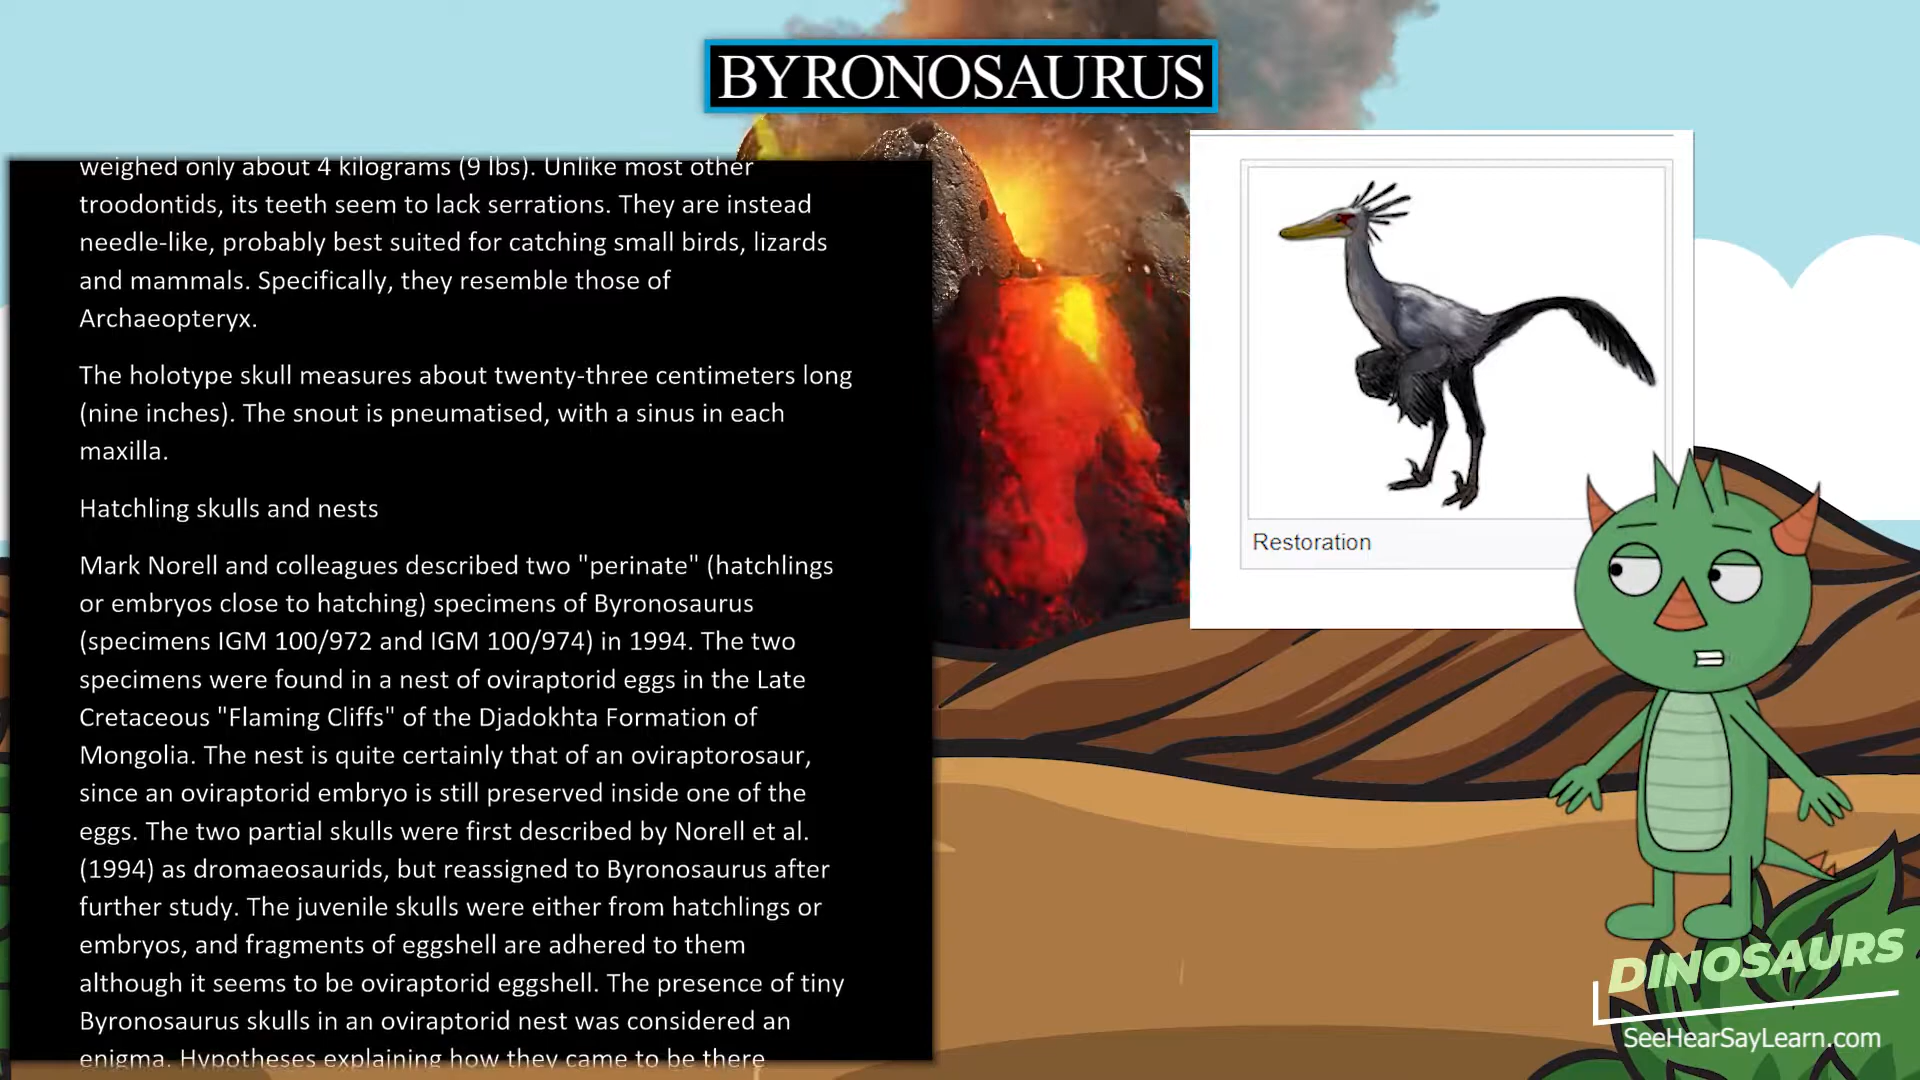 BYRONOSAURUS
weighed only about 4 kilograms (9 lbs). Unlike most other
troodontids, its teeth seem to lack serrations. They are instead
needle-like, probably best suited for catching small birds, lizards
and mammals. Specifically, they resemble those of
Archaeopteryx.
The holotype skull measures about twenty-three centimeters long
(nine inches). The snout is pneumatised, with a sinus in each
maxilla.
Hatchling skulls and nests
Mark Norell and colleagues described two "perinate" (hatchlings
or embryos close to hatching) specimens of Byronosaurus
(specimens IGM 100/972 and IGM 100/974) in 1994. The two
specimens were found in a nest of oviraptorid eggs in the Late
Cretaceous "Flaming Cliffs" of the Djadokhta Formation of
Mongolia. The nest is quite certainly that of an oviraptorosaur,
since an oviraptorid embryo is still preserved inside one of the
eggs. The two partial skulls were first described by Norell et al.
(1994) as dromaeosaurids, but reassigned to Byronosaurus after
further study. The juvenile skulls were either from hatchlings or
embryos, and fragments of eggshell are adhered to them
although it seems to be oviraptorid eggshell. The presence of tiny
Byronosaurus skulls in an oviraptorid nest was considered an
enigma. Hypotheses explaining how they came to be there
Restoration
DINOSAURS
SeeHearSayLearn.com